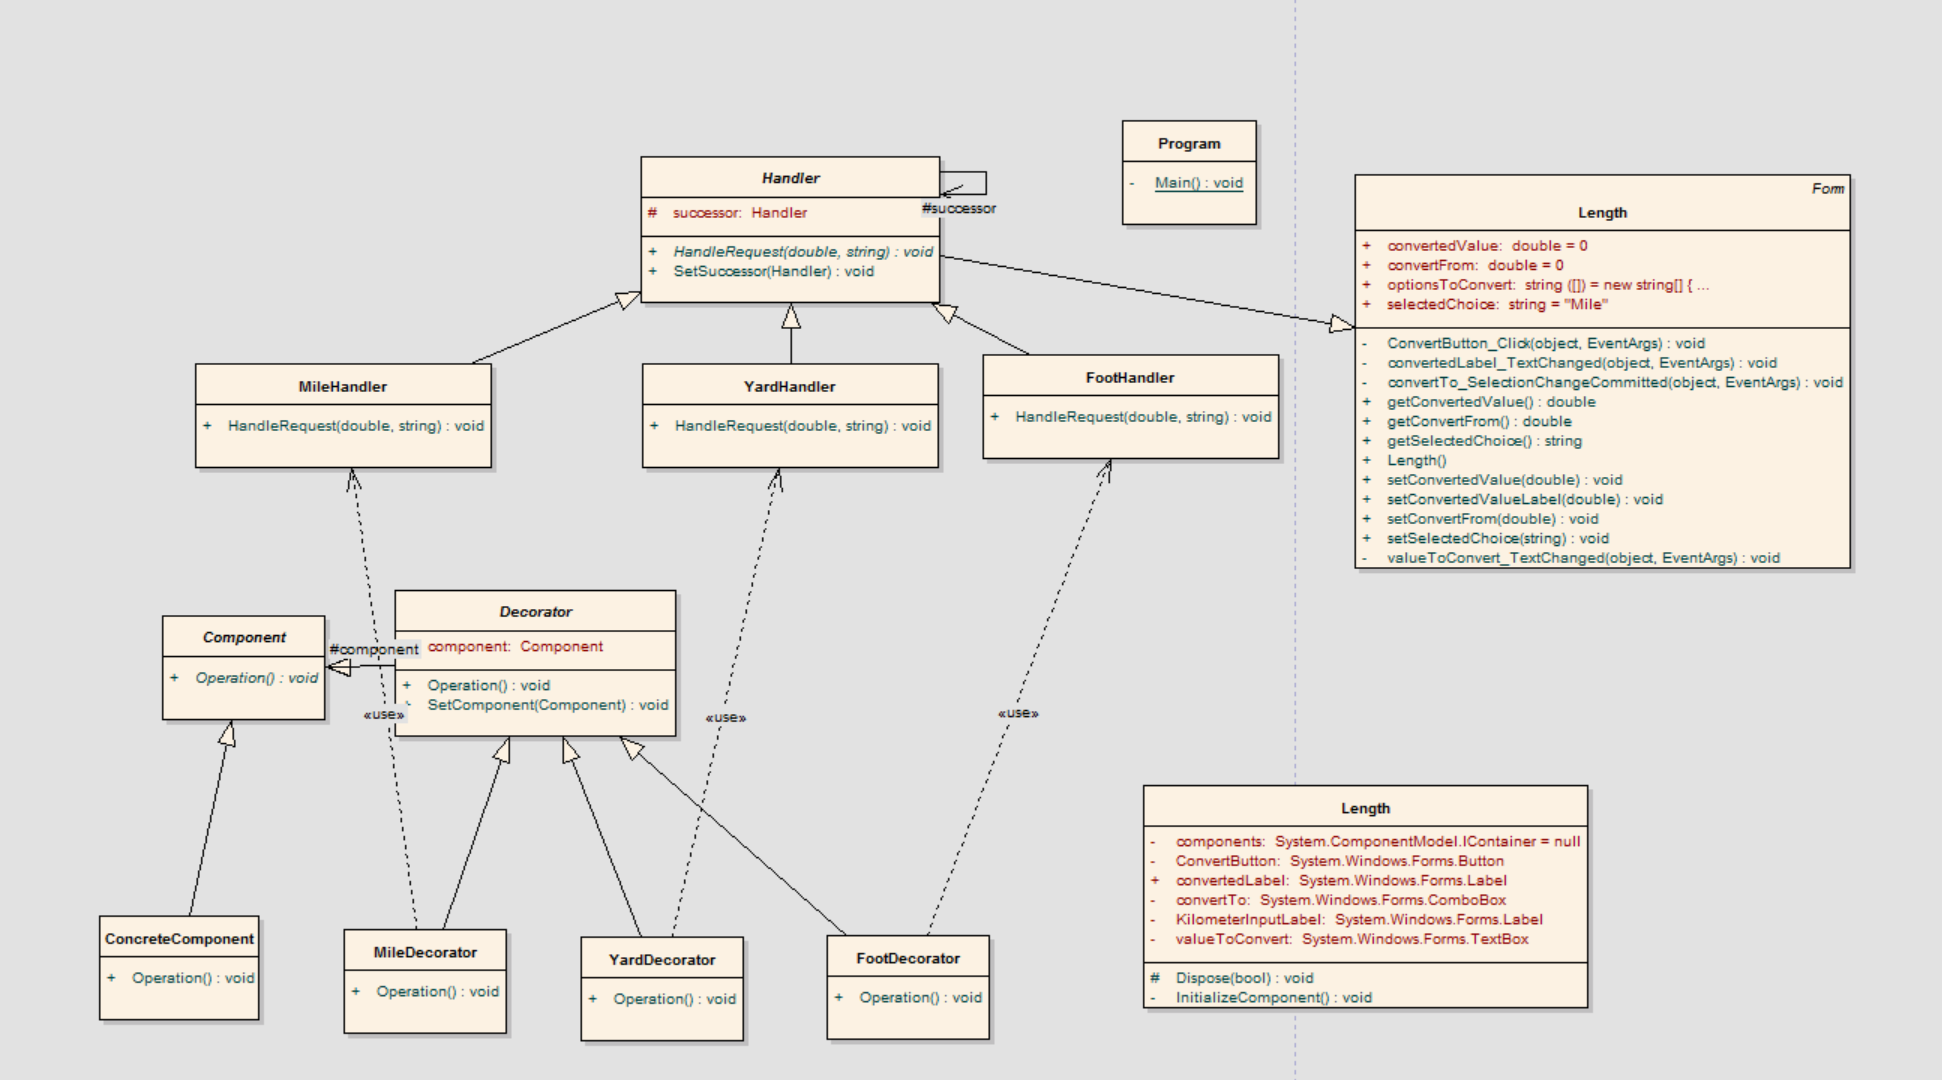 Handler
# successor: Handler
+ HandleRequest(double, string) : void
+ SetSuccessor(Handler) : void
#successor
Program
- Main() : void
Form
Length
+ convertedValue: double = 0
+ convertFrom: double = 0
+ optionsToConvert: string ([]) = new string[] { ...
+ selectedChoice: string = "Mile"
- ConvertButton_Click(object, EventArgs) : void
- convertedLabel_TextChanged(object, EventArgs) : void
- convertTo_SelectionChangeCommitted(object, EventArgs) : void
+ getConvertedValue() : double
+ getConvertFrom() : double
+ getSelectedChoice() : string
+ Length()
+ setConvertedValue(double) : void
+ setConvertedValueLabel(double) : void
+ setConvertFrom(double) : void
+ setSelectedChoice(string) : void
- valueToConvert_TextChanged(object, EventArgs) : void
MileHandler
+ HandleRequest(double, string) : void
YardHandler
+ HandleRequest(double, string) : void
FootHandler
+ HandleRequest(double, string) : void
Component
+ Operation() : void
#component
Decorator
component: Component
+ Operation() : void
SetComponent(Component) : void
«use»
«use»
«use»
ConcreteComponent
+ Operation() : void
MileDecorator
+ Operation() : void
YardDecorator
+ Operation() : void
FootDecorator
+ Operation() : void
Length
- components: System.ComponentModel.IContainer = null
- ConvertButton: System.Windows.Forms.Button
+ convertedLabel: System.Windows.Forms.Label
- convertTo: System.Windows.Forms.ComboBox
- KilometerInputLabel: System.Windows.Forms.Label
- valueToConvert: System.Windows.Forms.TextBox
# Dispose(bool) : void
- InitializeComponent() : void